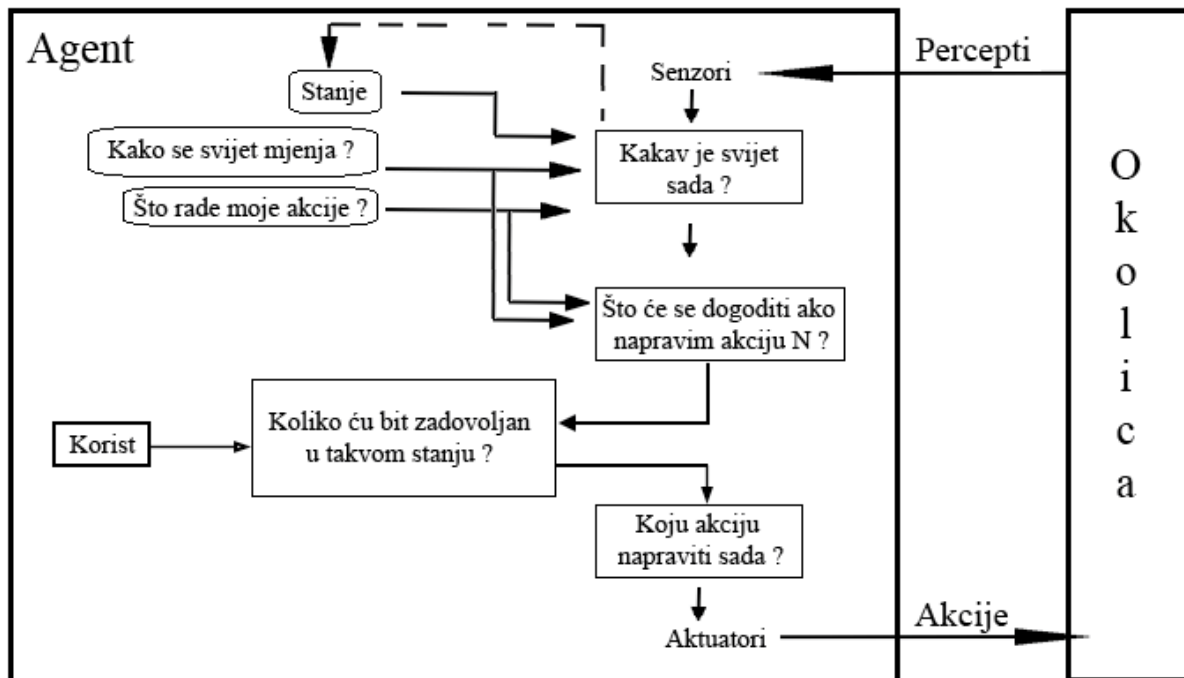 Agent
Percepti
Senzori
Stanje
Kako se svijet mjenja ?
Kakav je svijet
sada ?
Što rade moje akcije ?
Što će se dogoditi ako
napravim akciju N ?
Koliko ću bit zadovoljan
u takvom stanju ?
Korist
Koju akciju
napraviti sada ?
Aktuatori
Akcije
Okolica